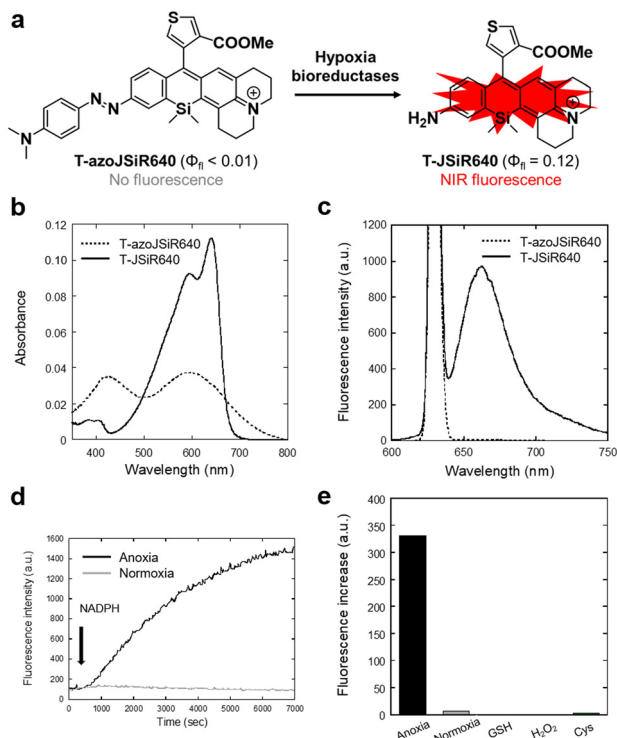 a
S
COOMe
N
N
N
Si
N
+
Hypoxia
bioreductases
S
COOMe
H₂N
Si
N
+
T-azoJSiR640 (Φfl < 0.01)
No fluorescence
T-JSiR640 (Φfl = 0.12)
NIR fluorescence
b
0.12
0.10
0.08
0.06
0.04
0.02
0
Absorbance
T-azoJSiR640
T-JSiR640
400 500 600 700 800
Wavelength (nm)
c
1200
1000
800
600
400
200
0
Fluorescence intensity (a.u.)
T-azoJSiR640
T-JSiR640
600 650 700 750
Wavelength (nm)
d
1600
1400
1200
1000
800
600
400
200
0
Fluorescence intensity (a.u.)
Anoxia
Normoxia
NADPH
0 1000 2000 3000 4000 5000 6000 7000
Time (sec)
e
400
350
300
250
200
150
100
50
0
Fluorescence increase (a.u.)
Anoxia
Normoxia
GSH
H₂O₂
Cys